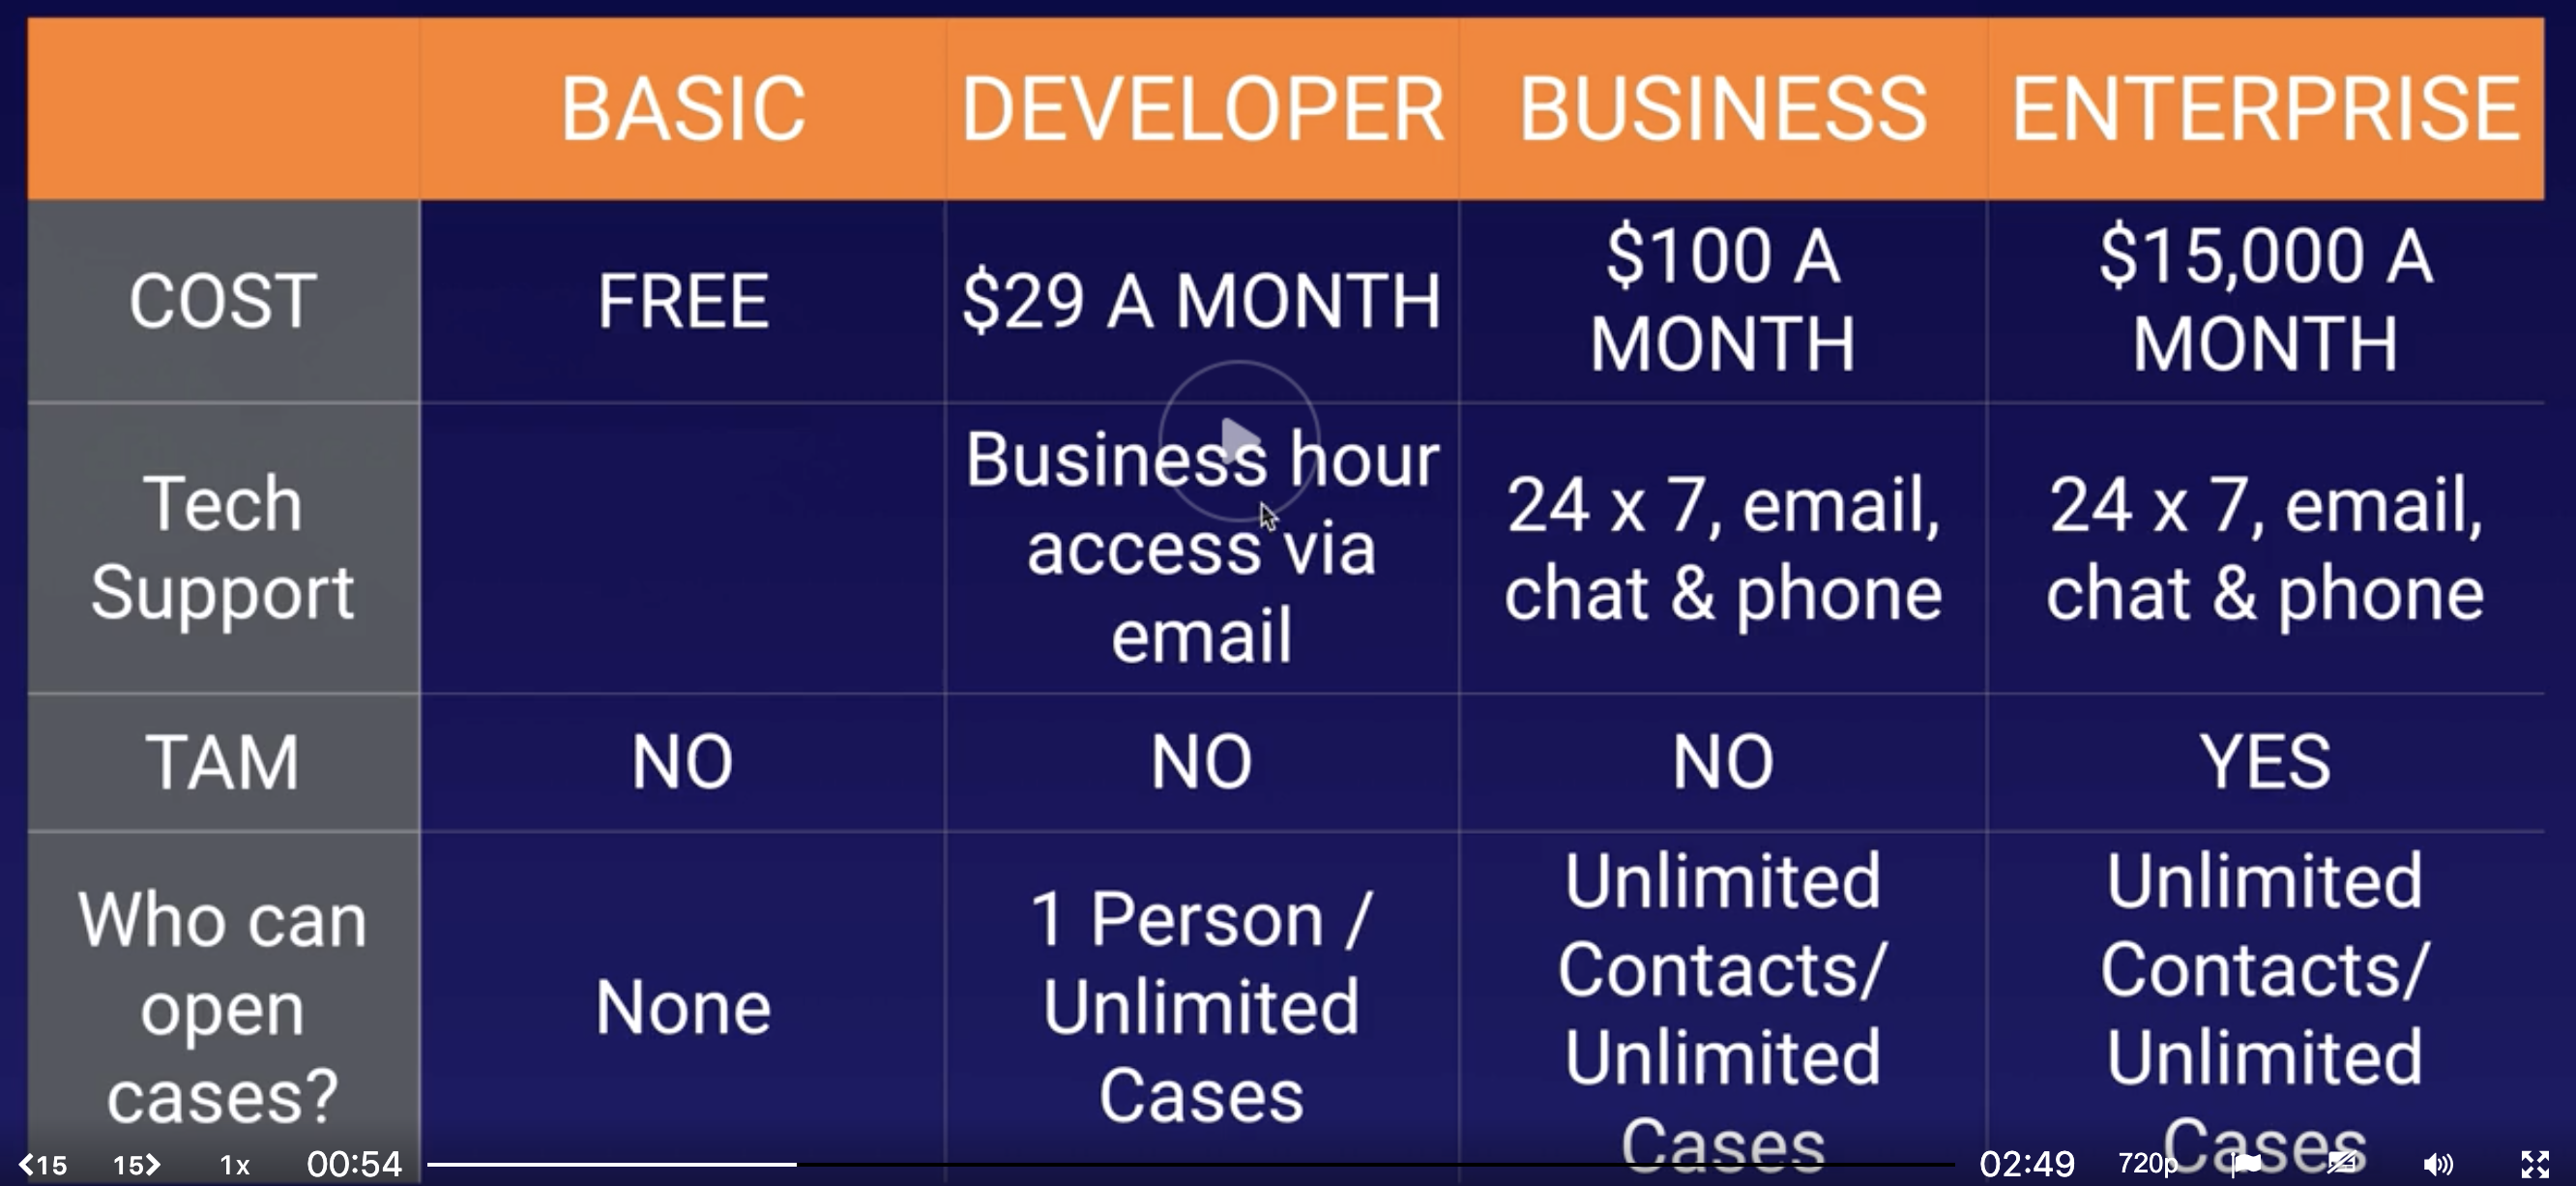 BASIC DEVELOPER BUSINESS ENTERPRISE
COST FREE $29 A MONTH $100 A MONTH $15,000 A MONTH
Tech Support
Business hour
access via
email
24 x 7, email,
chat & phone
24 x 7, email,
chat & phone
TAM NO NO NO YES
Who can
open
cases?
None
1 Person /
Unlimited
Cases
Unlimited
Contacts/
Unlimited
Cases
Unlimited
Contacts/
Unlimited
Cases
15 15 1x 00:54 02:49 720p